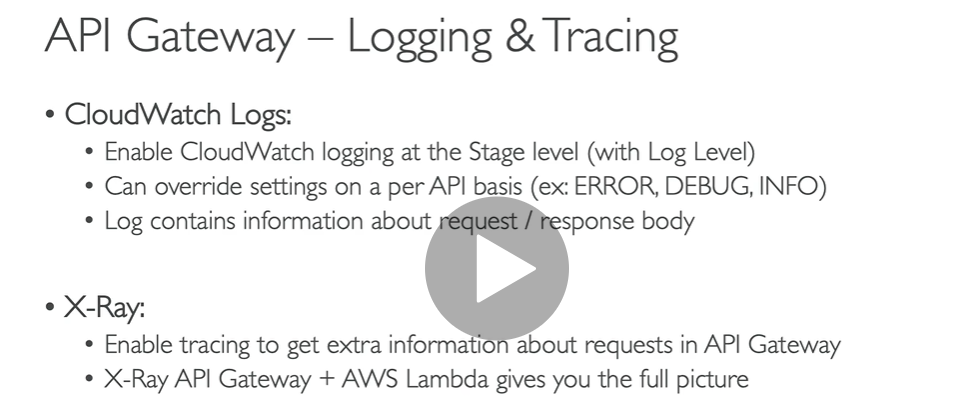 API Gateway – Logging & Tracing
• CloudWatch Logs:
• Enable CloudWatch logging at the Stage level (with Log Level)
• Can override settings on a per API basis (ex: ERROR, DEBUG, INFO)
• Log contains information about request / response body
• X-Ray:
• Enable tracing to get extra information about requests in API Gateway
• X-Ray API Gateway + AWS Lambda gives you the full picture